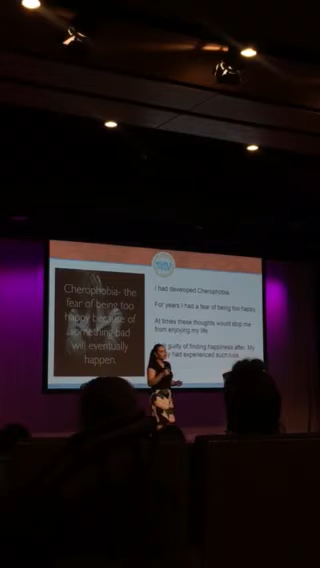 Cherophobia- the
fear of being too
happy because of
something bad
will eventually
happen.
I had developed Cherophobia.
For years I had a fear of being too happy.
At times these thoughts would stop me
from enjoying my life.
guilty of finding happiness after. My
had experienced such